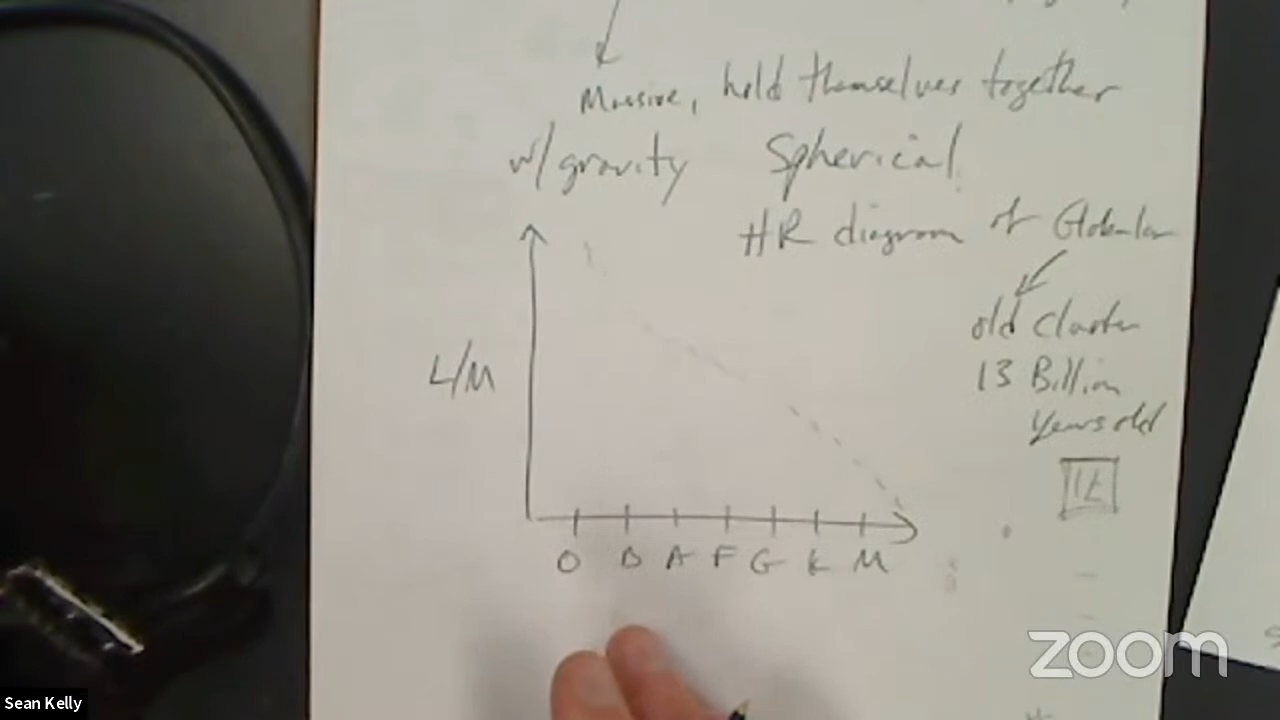 Massive, hold themselves together
w/ gravity Spherical
HR diagram of Globular
old cluster
13 Billion
years old
L/M
17
O B A F G K M
zoom
Sean Kelly